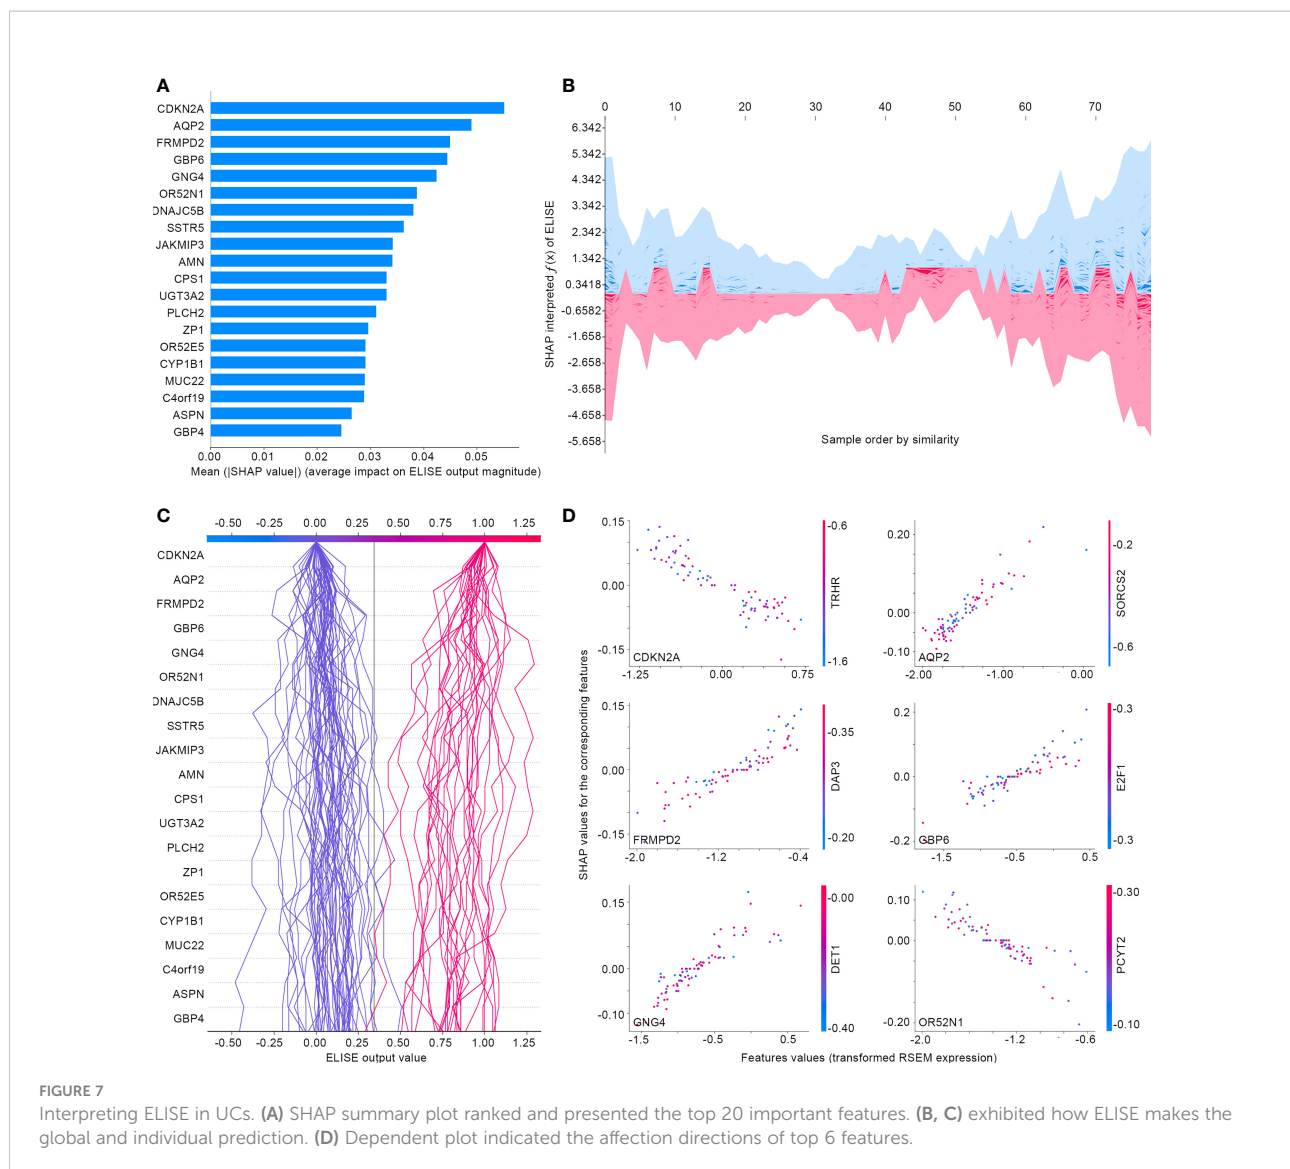 A
CDKN2A
AQP2
FRMPD2
GBP6
GNG4
OR52N1
DNAJC5B
SSTR5
JAKMIP3
AMN
CPS1
UGT3A2
PLCH2
ZP1
OR52E5
CYP1B1
MUC22
C4orf19
ASPN
GBP4
0.00 0.01 0.02 0.03 0.04 0.05
Mean (|SHAP value|) (average impact on ELISE output magnitude)
B
0 10 20 30 40 50 60 70
6.342
5.342
4.342
3.342
2.342
1.342
0.3418
-0.6582
-1.658
-2.658
-3.658
-4.658
-5.658
SHAP interpreted f(x) of ELISE
Sample order by similarity
C
-0.50 -0.25 0.00 0.25 0.50 0.75 1.00 1.25
CDKN2A
AQP2
FRMPD2
GBP6
GNG4
OR52N1
DNAJC5B
SSTR5
JAKMIP3
AMN
CPS1
UGT3A2
PLCH2
ZP1
OR52E5
CYP1B1
MUC22
C4orf19
ASPN
GBP4
-0.50 -0.25 0.00 0.25 0.50 0.75 1.00 1.25
ELISE output value
D
SHAP values for the corresponding features
0.15
0.00
-0.15
CDKN2A
-1.25 0.00 0.75
-0.6
TRHR
-1.6
0.20
0.00
-0.10
AQP2
-2.00 -1.00 0.00
-0.2
SORCS2
-0.6
0.15
0.00
-0.15
FRMPD2
-2.0 -1.2 -0.4
-0.35
DAP3
-0.20
0.2
0.0
-0.2
GBP6
-1.5 -0.5 0.5
-0.3
E2F1
-0.3
0.10
0.00
-0.10
GNG4
-1.5 -0.5 0.5
-0.00
DET1
-0.40
0.10
0.00
-0.20
OR52N1
-2.0 -1.4 -0.6
-0.30
PCYT2
-0.10
Features values (transformed RSEM expression)
FIGURE 7
Interpreting ELISE in UCs. (A) SHAP summary plot ranked and presented the top 20 important features. (B, C) exhibited how ELISE makes the
global and individual prediction. (D) Dependent plot indicated the affection directions of top 6 features.